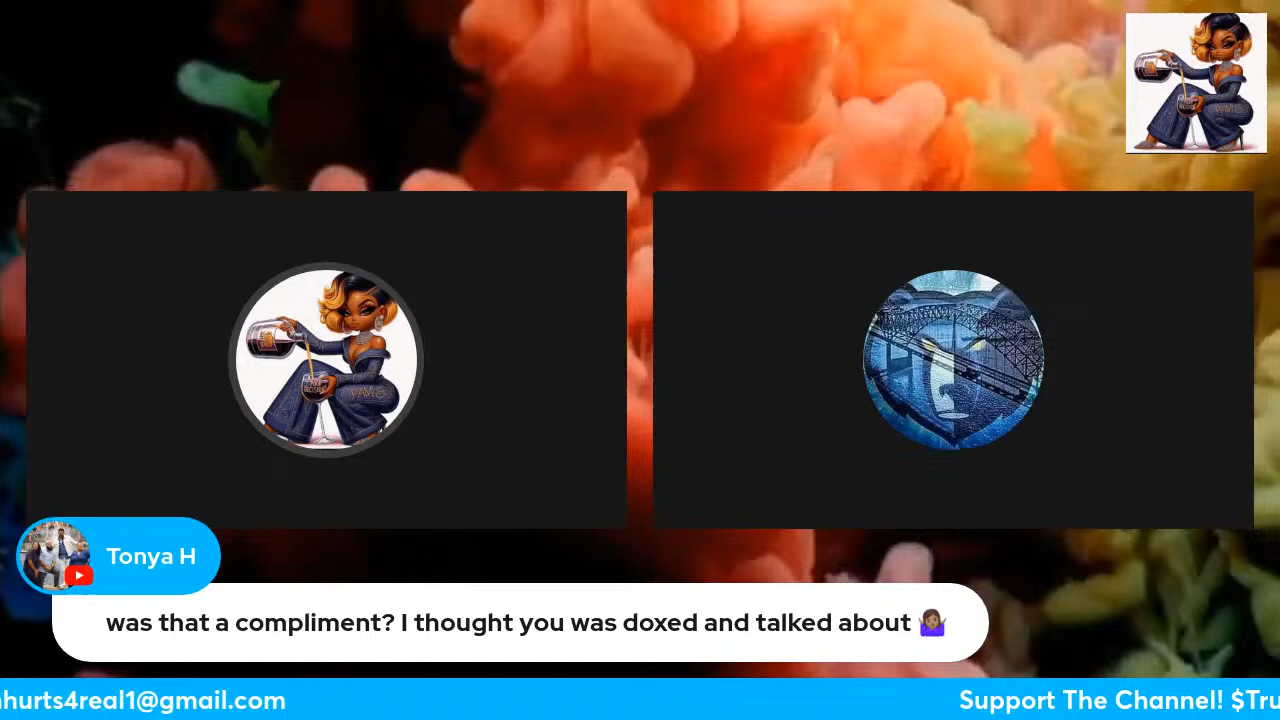 Tonya H
was that a compliment? I thought you was doxed and talked about 🤷🏽‍♀️
hurts4real1@gmail.com
Support The Channel! $Tru